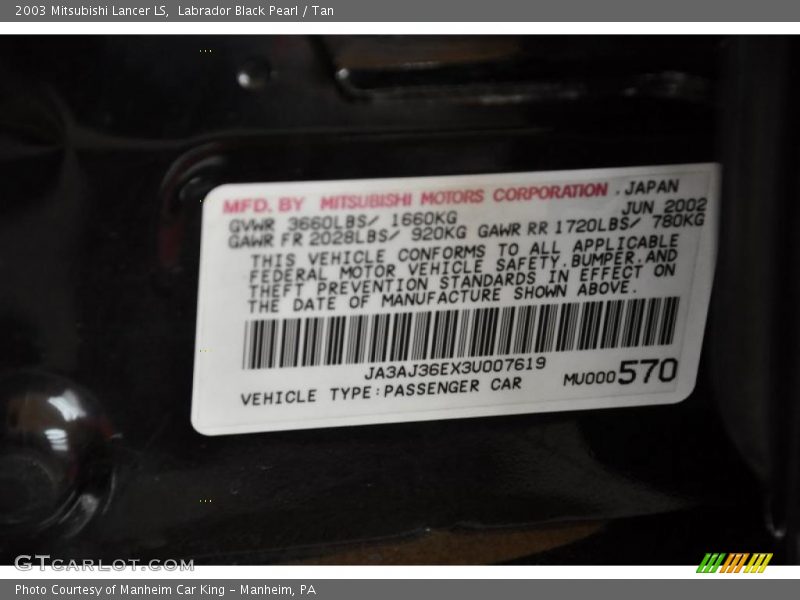 2003 Mitsubishi Lancer LS,  Labrador Black Pearl / Tan
MFD. BY MITSUBISHI MOTORS CORPORATION . JAPAN
JUN 2002
GVWR 3660LBS/ 1660KG
GAWR FR 2028LBS/ 920KG GAWR RR 1720LBS/ 780KG
THIS VEHICLE CONFORMS TO ALL APPLICABLE
FEDERAL MOTOR VEHICLE SAFETY.BUMPER.AND
THEFT PREVENTION STANDARDS IN EFFECT ON
THE DATE OF MANUFACTURE SHOWN ABOVE.
JA3AJ36EX3U007619
VEHICLE TYPE:PASSENGER CAR MU000570
GTcarlot.com
Photo Courtesy of Manheim Car King - Manheim, PA